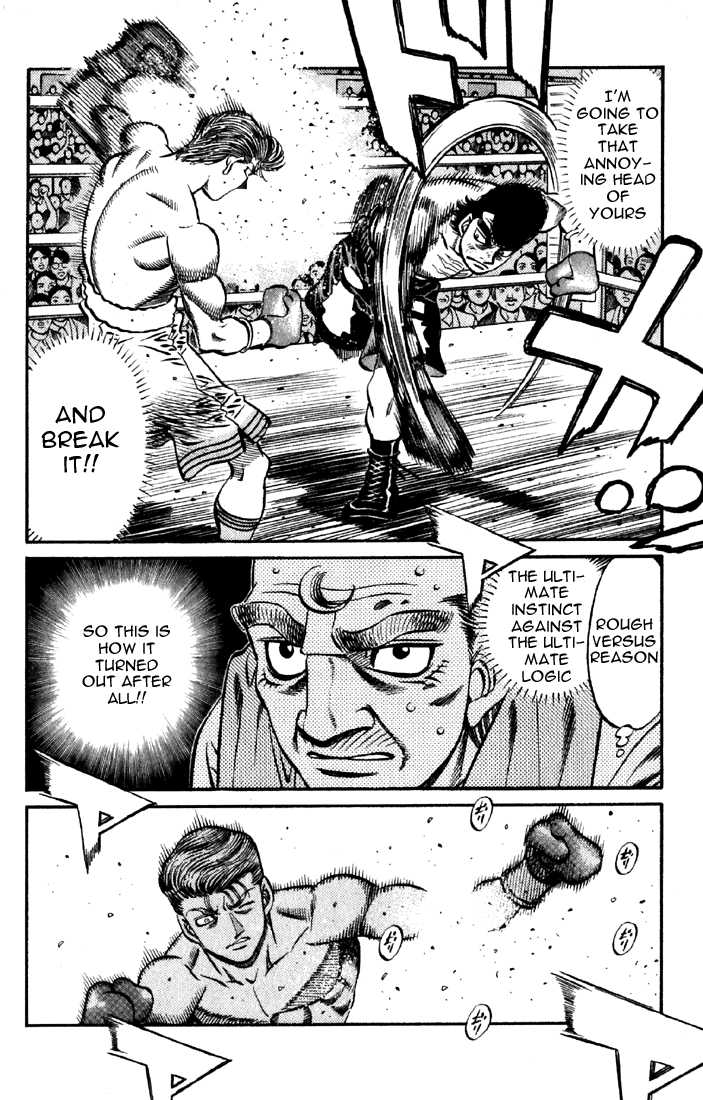 I'M
GOING TO
TAKE
THAT
ANNOY-
ING HEAD
OF
YOURS
AND
BREAK
IT!!
ROUGH
VERSUS
REASON
THE ULTI-
MATE
INSTINCT
AGAINST
THE ULTI-
MATE
LOGIC
SO THIS IS
HOW IT
TURNED
OUT AFTER
ALL!!